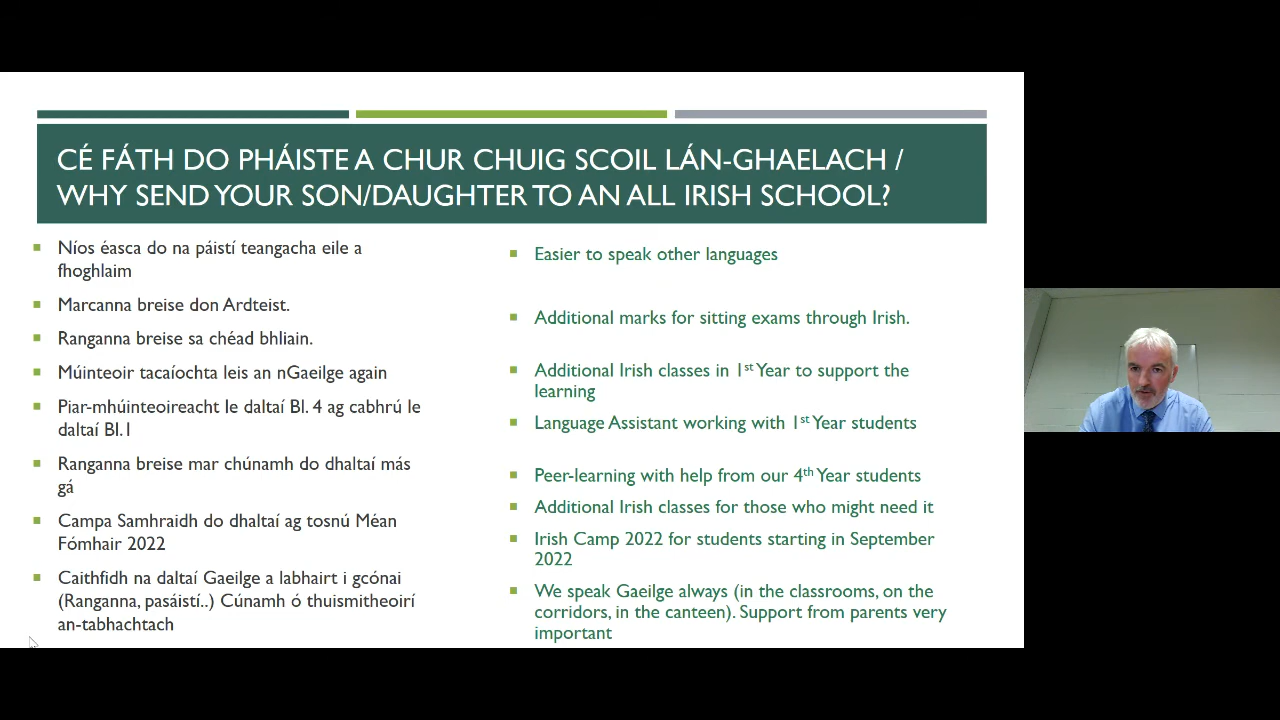 CÉ FÁTH DO PHÁISTE A CHUR CHUIG SCOIL LÁN-GHAELACH /
WHY SEND YOUR SON/DAUGHTER TO AN ALL IRISH SCHOOL?
Níos éasca do na páistí teangacha eile a
fhoghlaim
Marcanna breise don Ardteist.
Ranganna breise sa chéad bhliain.
Múinteoir tacaíochta leis an nGaeilge again
Piar-mhúinteoireacht le daltaí Bl. 4 ag cabhrú le
daltaí Bl.1
Ranganna breise mar chúnamh do dhaltaí más
gá
Campa Samhraidh do dhaltaí ag tosnú Méan
Fómhair 2022
Caithfidh na daltaí Gaeilge a labhairt i gcónai
(Ranganna, pasáistí..) Cúnamh ó thuismitheoirí
an-tabhachtach
Easier to speak other languages
Additional marks for sitting exams through Irish.
Additional Irish classes in 1st Year to support the
learning
Language Assistant working with 1st Year students
Peer-learning with help from our 4th Year students
Additional Irish classes for those who might need it
Irish Camp 2022 for students starting in September
2022
We speak Gaeilge always (in the classrooms, on the
corridors, in the canteen). Support from parents very
important